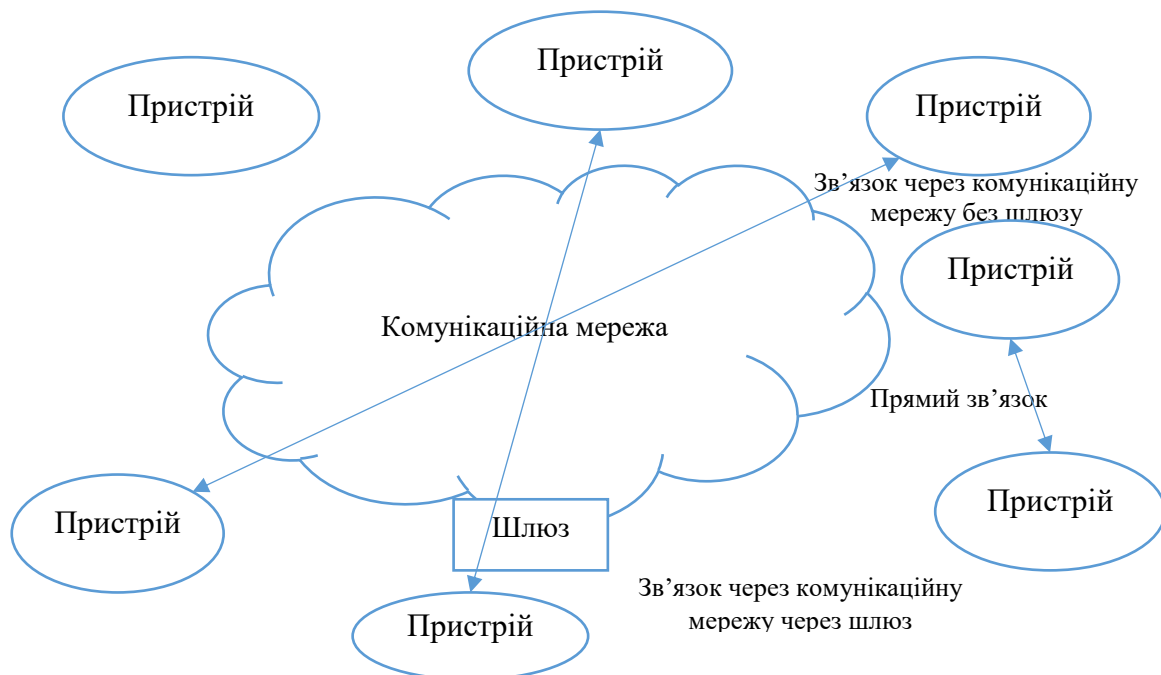 Пристрій
Пристрій
Пристрій
Зв’язок через комунікаційну
мережу без шлюзу
Пристрій
Комунікаційна мережа
Прямий зв’язок
Пристрій
Пристрій
Шлюз
Зв’язок через комунікаційну
мережу через шлюз
Пристрій